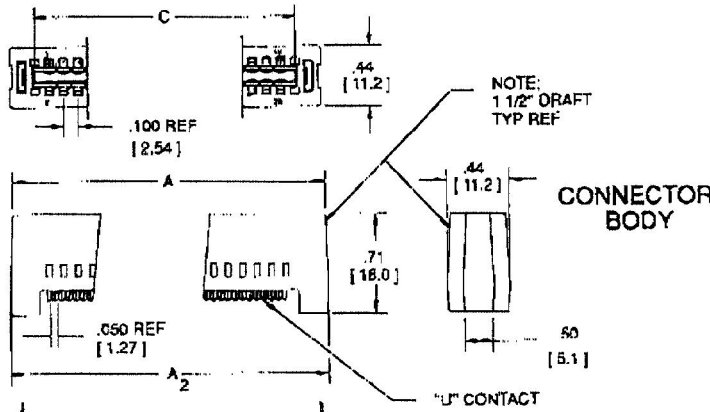 C
.44
[ 11.2 ]
NOTE:
1 1/2" DRAFT
TYP REF
.100 REF
[ 2.54 ]
A
.44
[ 11.2 ]
CONNECTOR
BODY
.71
[ 18.0 ]
.050 REF
[ 1.27 ]
.50
[ 5.1 ]
A2
"U" CONTACT